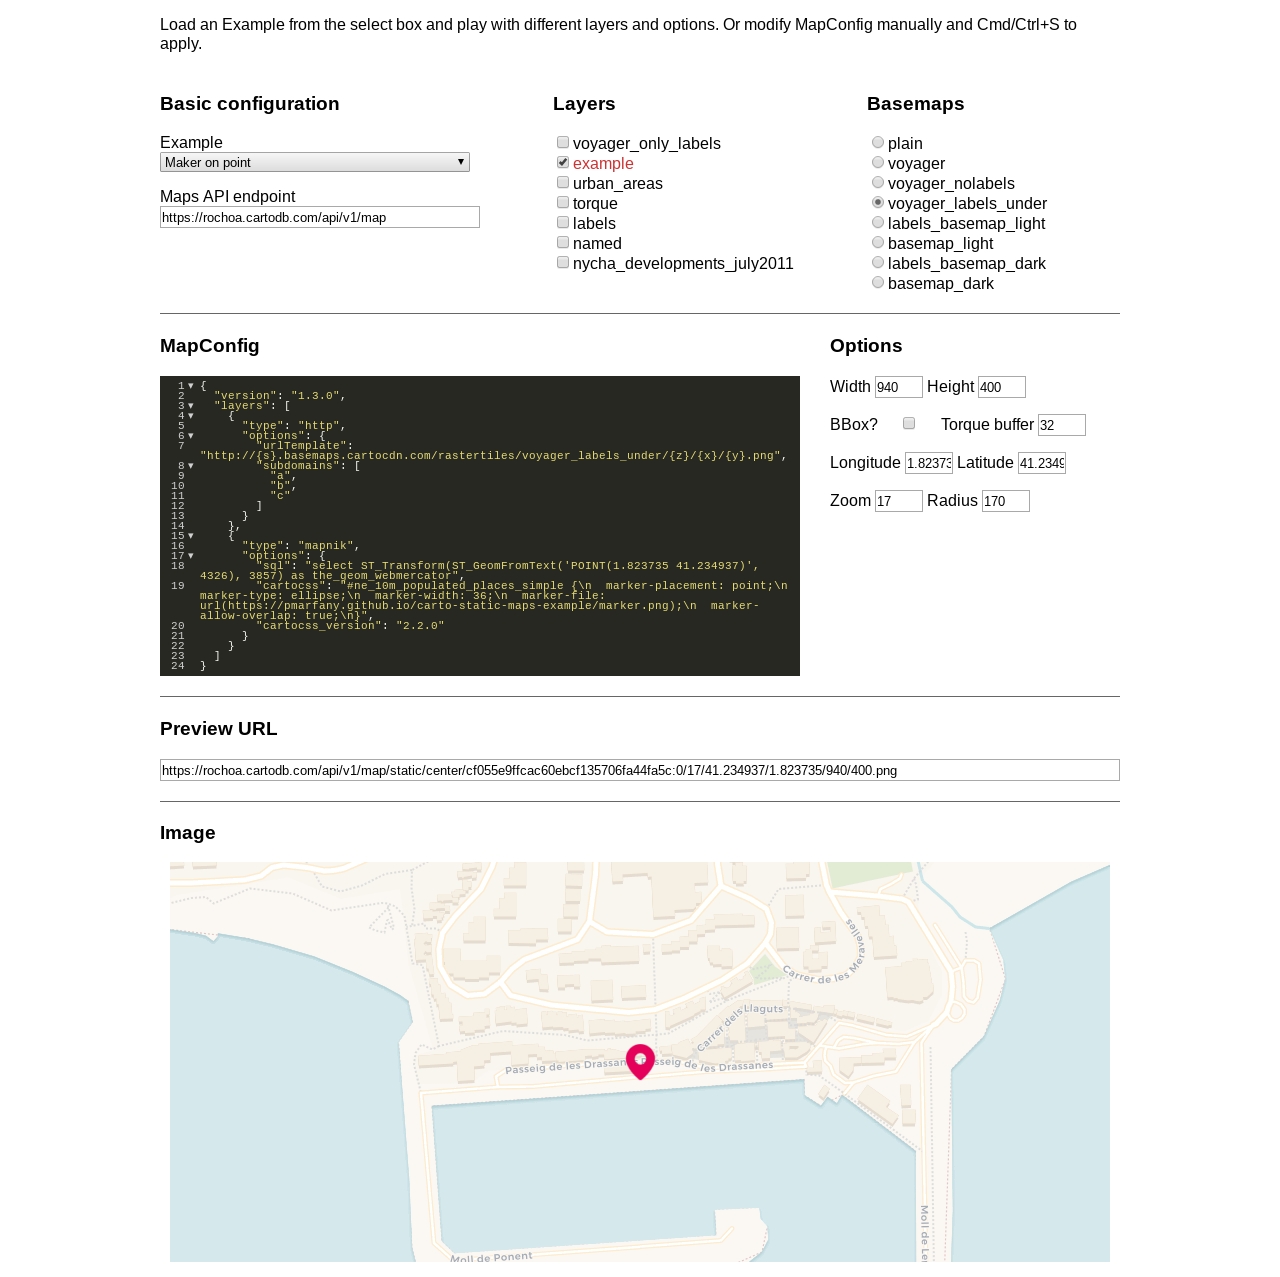 Load an Example from the select box and play with different layers and options. Or modify MapConfig manually and Cmd/Ctrl+S to
apply.
Basic configuration
Example
Maker on point
Maps API endpoint
https://rochoa.cartodb.com/api/v1/map
Layers
voyager_only_labels
example
urban_areas
torque
labels
named
nycha_developments_july2011
Basemaps
plain
voyager
voyager_nolabels
voyager_labels_under
labels_basemap_light
basemap_light
labels_basemap_dark
basemap_dark
MapConfig
1 {
2 "version": "1.3.0",
3 "layers": [
4 {
5 "type": "http",
6 "options": {
7 "urlTemplate":
"http://{s}.basemaps.cartocdn.com/rastertiles/voyager_labels_under/{z}/{x}/{y}.png",
8 "subdomains": [
9 "a",
10 "b",
11 "c"
12 ]
13 }
14 },
15 {
16 "type": "mapnik",
17 "options": {
18 "sql": "select ST_Transform(ST_GeomFromText('POINT(1.823735 41.234937)',
4326), 3857) as the_geom_webmercator",
19 "cartocss": "#ne_10m_populated_places_simple {\n  marker-placement: point;\n
marker-type: ellipse;\n  marker-width: 36;\n  marker-file:
url(https://pmarfany.github.io/carto-static-maps-example/marker.png);\n  marker-
allow-overlap: true;\n}",
20 "cartocss_version": "2.2.0"
21 }
22 }
23 ]
24 }
Options
Width 940 Height 400
BBox? Torque buffer 32
Longitude 1.8237 Latitude 41.2349
Zoom 17 Radius 170
Preview URL
https://rochoa.cartodb.com/api/v1/map/static/center/cf055e9ffcac60ebcf135706fa44fa5c:0/17/41.234937/1.823735/940/400.png
Image
Carrer de les Meravelles
Carrer dels Llaguts
Passeig de les Drassanes
Passeig de les Drassanes
Moll de Ponent
Moll de